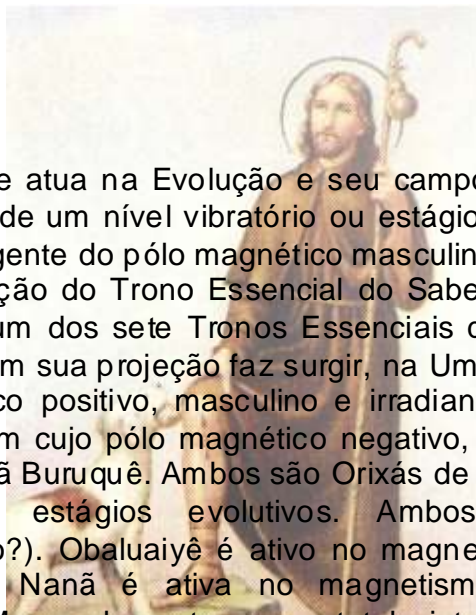 e atua na Evolução e seu campo
de um nível vibratório ou estágio
gente do pólo magnético masculin
ção do Trono Essencial do Sabe
um dos sete Tronos Essenciais
m sua projeção faz surgir, na Um
co positivo, masculino e irradian
m cujo pólo magnético negativo,
ã Buruquê. Ambos são Orixás de
estágios evolutivos. Ambos
o?). Obaluaiyê é ativo no magne
Nanã é ativa no magnetism